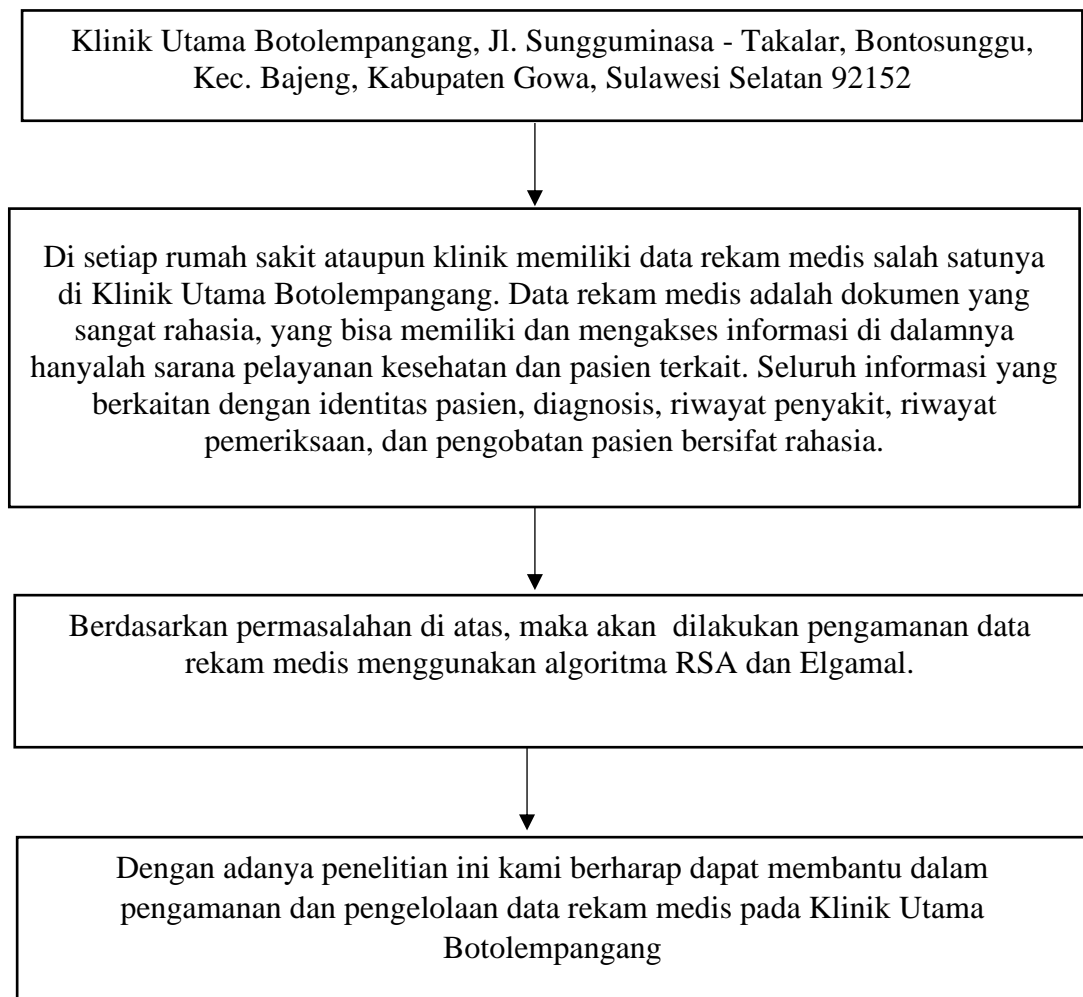 Klinik Utama Botolempangang, Jl. Sungguminasa - Takalar, Bontosunggu,
Kec. Bajeng, Kabupaten Gowa, Sulawesi Selatan 92152
Di setiap rumah sakit ataupun klinik memiliki data rekam medis salah satunya
di Klinik Utama Botolempangang. Data rekam medis adalah dokumen yang
sangat rahasia, yang bisa memiliki dan mengakses informasi di dalamnya
hanyalah sarana pelayanan kesehatan dan pasien terkait. Seluruh informasi yang
berkaitan dengan identitas pasien, diagnosis, riwayat penyakit, riwayat
pemeriksaan, dan pengobatan pasien bersifat rahasia.
Berdasarkan permasalahan di atas, maka akan  dilakukan pengamanan data
rekam medis menggunakan algoritma RSA dan Elgamal.
Dengan adanya penelitian ini kami berharap dapat membantu dalam
pengamanan dan pengelolaan data rekam medis pada Klinik Utama
Botolempangang